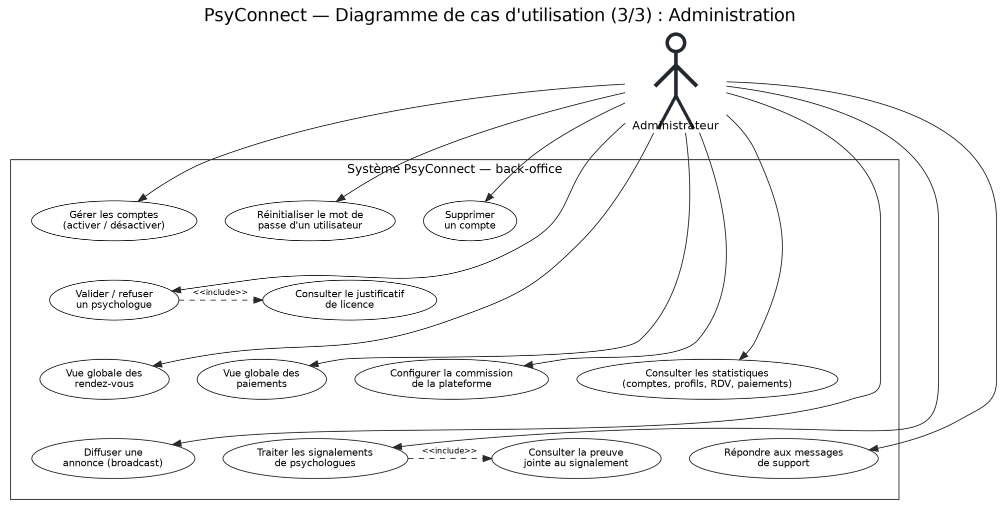 PsyConnect — Diagramme de cas d'utilisation (3/3) : Administration
Administrateur
Système PsyConnect — back-office
Gérer les comptes
(activer / désactiver)
Réinitialiser le mot de
passe d'un utilisateur
Supprimer
un compte
Valider / refuser
un psychologue
<<include>>
Consulter le justificatif
de licence
Vue globale des
rendez-vous
Vue globale des
paiements
Configurer la commission
de la plateforme
Consulter les statistiques
(comptes, profils, RDV, paiements)
Diffuser une
annonce (broadcast)
Traiter les signalements
de psychologues
<<include>>
Consulter la preuve
jointe au signalement
Répondre aux messages
de support